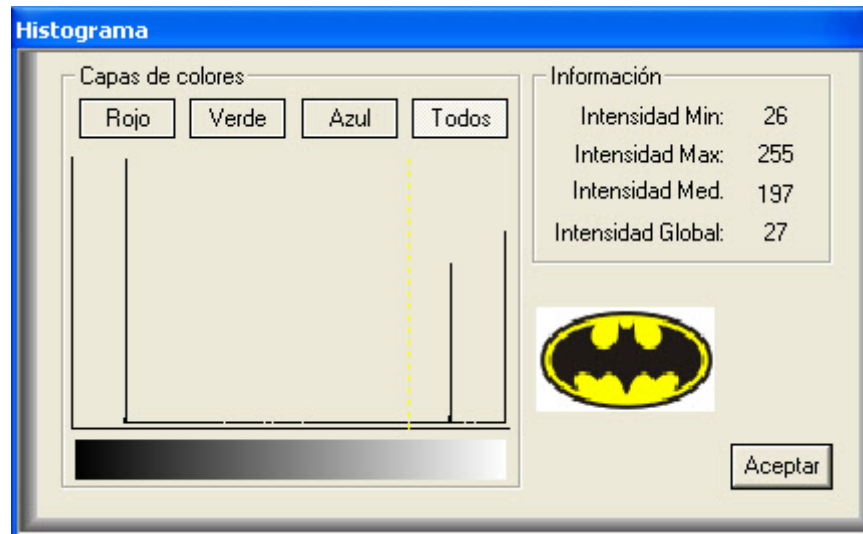 Histograma
Capas de colores
Rojo Verde Azul Todos
Información
Intensidad Min: 26
Intensidad Max: 255
Intensidad Med. 197
Intensidad Global: 27
Aceptar